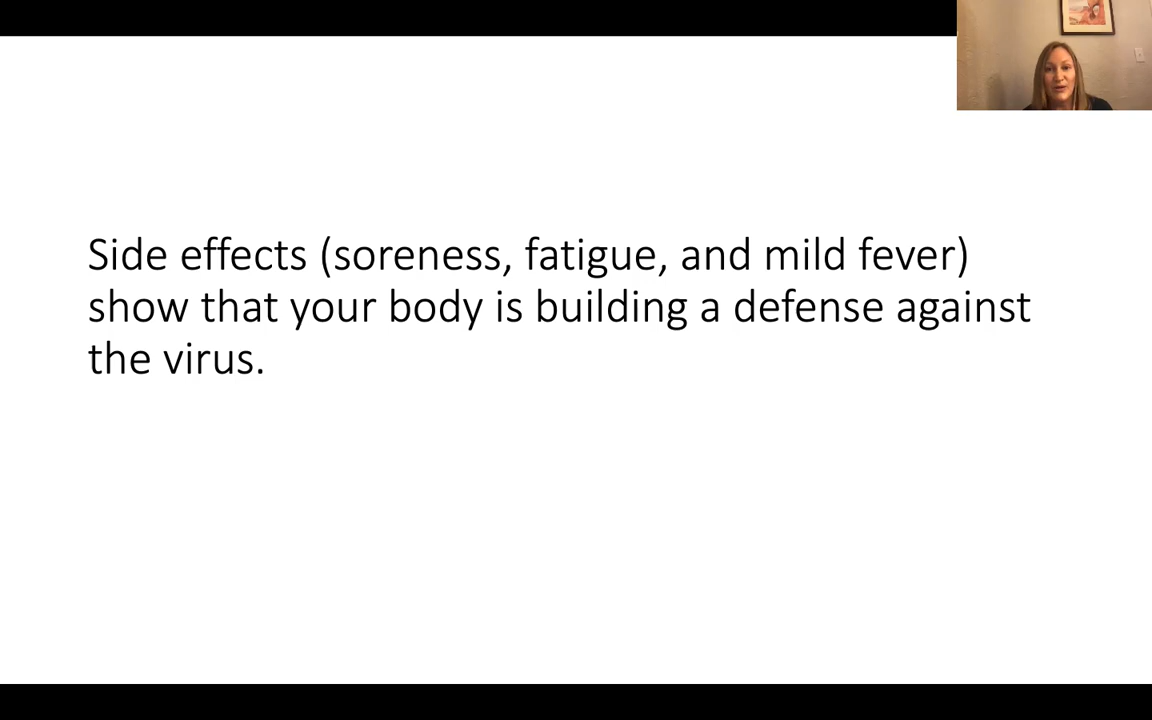 Side effects (soreness, fatigue, and mild fever)
show that your body is building a defense against
the virus.